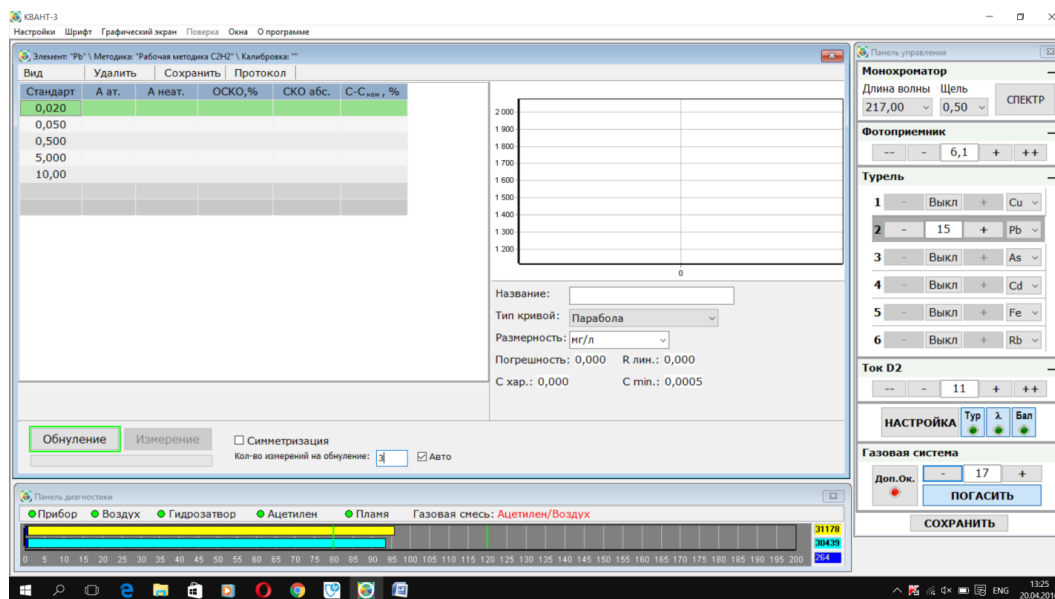 КВАНТ-3
Настройки Шрифт Графический экран Поверка Окна О программе
Элемент: "Pb" \ Методика: "Рабочая методика C2H2" \ Калибровка: ""
Вид Удалить Сохранить Протокол
Стандарт A ат. A неат. ОСКО,% СКО абс. C-Cном, %
0,020
0,050
0,500
5,000
10,00
2 000
1 900
1 800
1 700
1 600
1 500
1 400
1 300
1 200
0
Название:
Тип кривой: Парабола
Размерность: мг/л
Погрешность: 0,000 R лин.: 0,000
C хар.: 0,000 C min.: 0,0005
Обнуление Измерение Симметризация
Кол-во измерений на обнуление: 3 Авто
Панель управления
Монохроматор
Длина волны Щель
217,00 0,50 СПЕКТР
Фотоприемник
-- - 6,1 + ++
Турель
1 - Выкл + Cu
2 - 15 + Pb
3 - Выкл + As
4 - Выкл + Cd
5 - Выкл + Fe
6 - Выкл + Rb
Ток D2
-- - 11 + ++
НАСТРОЙКА Тур λ Бал
Газовая система
Доп.Ок. - 17 +
ПОГАСИТЬ
СОХРАНИТЬ
Панель диагностики
Прибор Воздух Гидрозатвор Ацетилен Пламя Газовая смесь: Ацетилен/Воздух
31178
30439
264
0 5 10 15 20 25 30 35 40 45 50 55 60 65 70 75 80 85 90 95 100 105 110 115 120 125 130 135 140 145 150 155 160 165 170 175 180 185 190 195 200
ENG 13:25
20.04.201